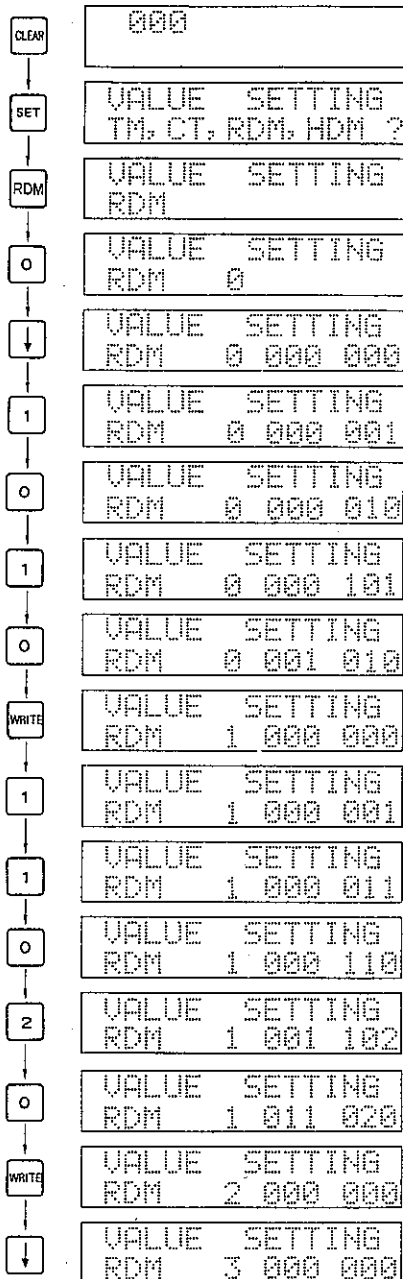 CLEAR
000
SET
VALUE SETTING
TM, CT, RDM, HDM ?
RDM
VALUE SETTING
RDM
0
VALUE SETTING
RDM 0
↓
VALUE SETTING
RDM 0 000 000
1
VALUE SETTING
RDM 0 000 001
0
VALUE SETTING
RDM 0 000 010
1
VALUE SETTING
RDM 0 000 101
0
VALUE SETTING
RDM 0 001 010
WRITE
VALUE SETTING
RDM 1 000 000
1
VALUE SETTING
RDM 1 000 001
1
VALUE SETTING
RDM 1 000 011
0
VALUE SETTING
RDM 1 000 110
2
VALUE SETTING
RDM 1 001 102
0
VALUE SETTING
RDM 1 011 020
WRITE
VALUE SETTING
RDM 2 000 000
↓
VALUE SETTING
RDM 3 000 000